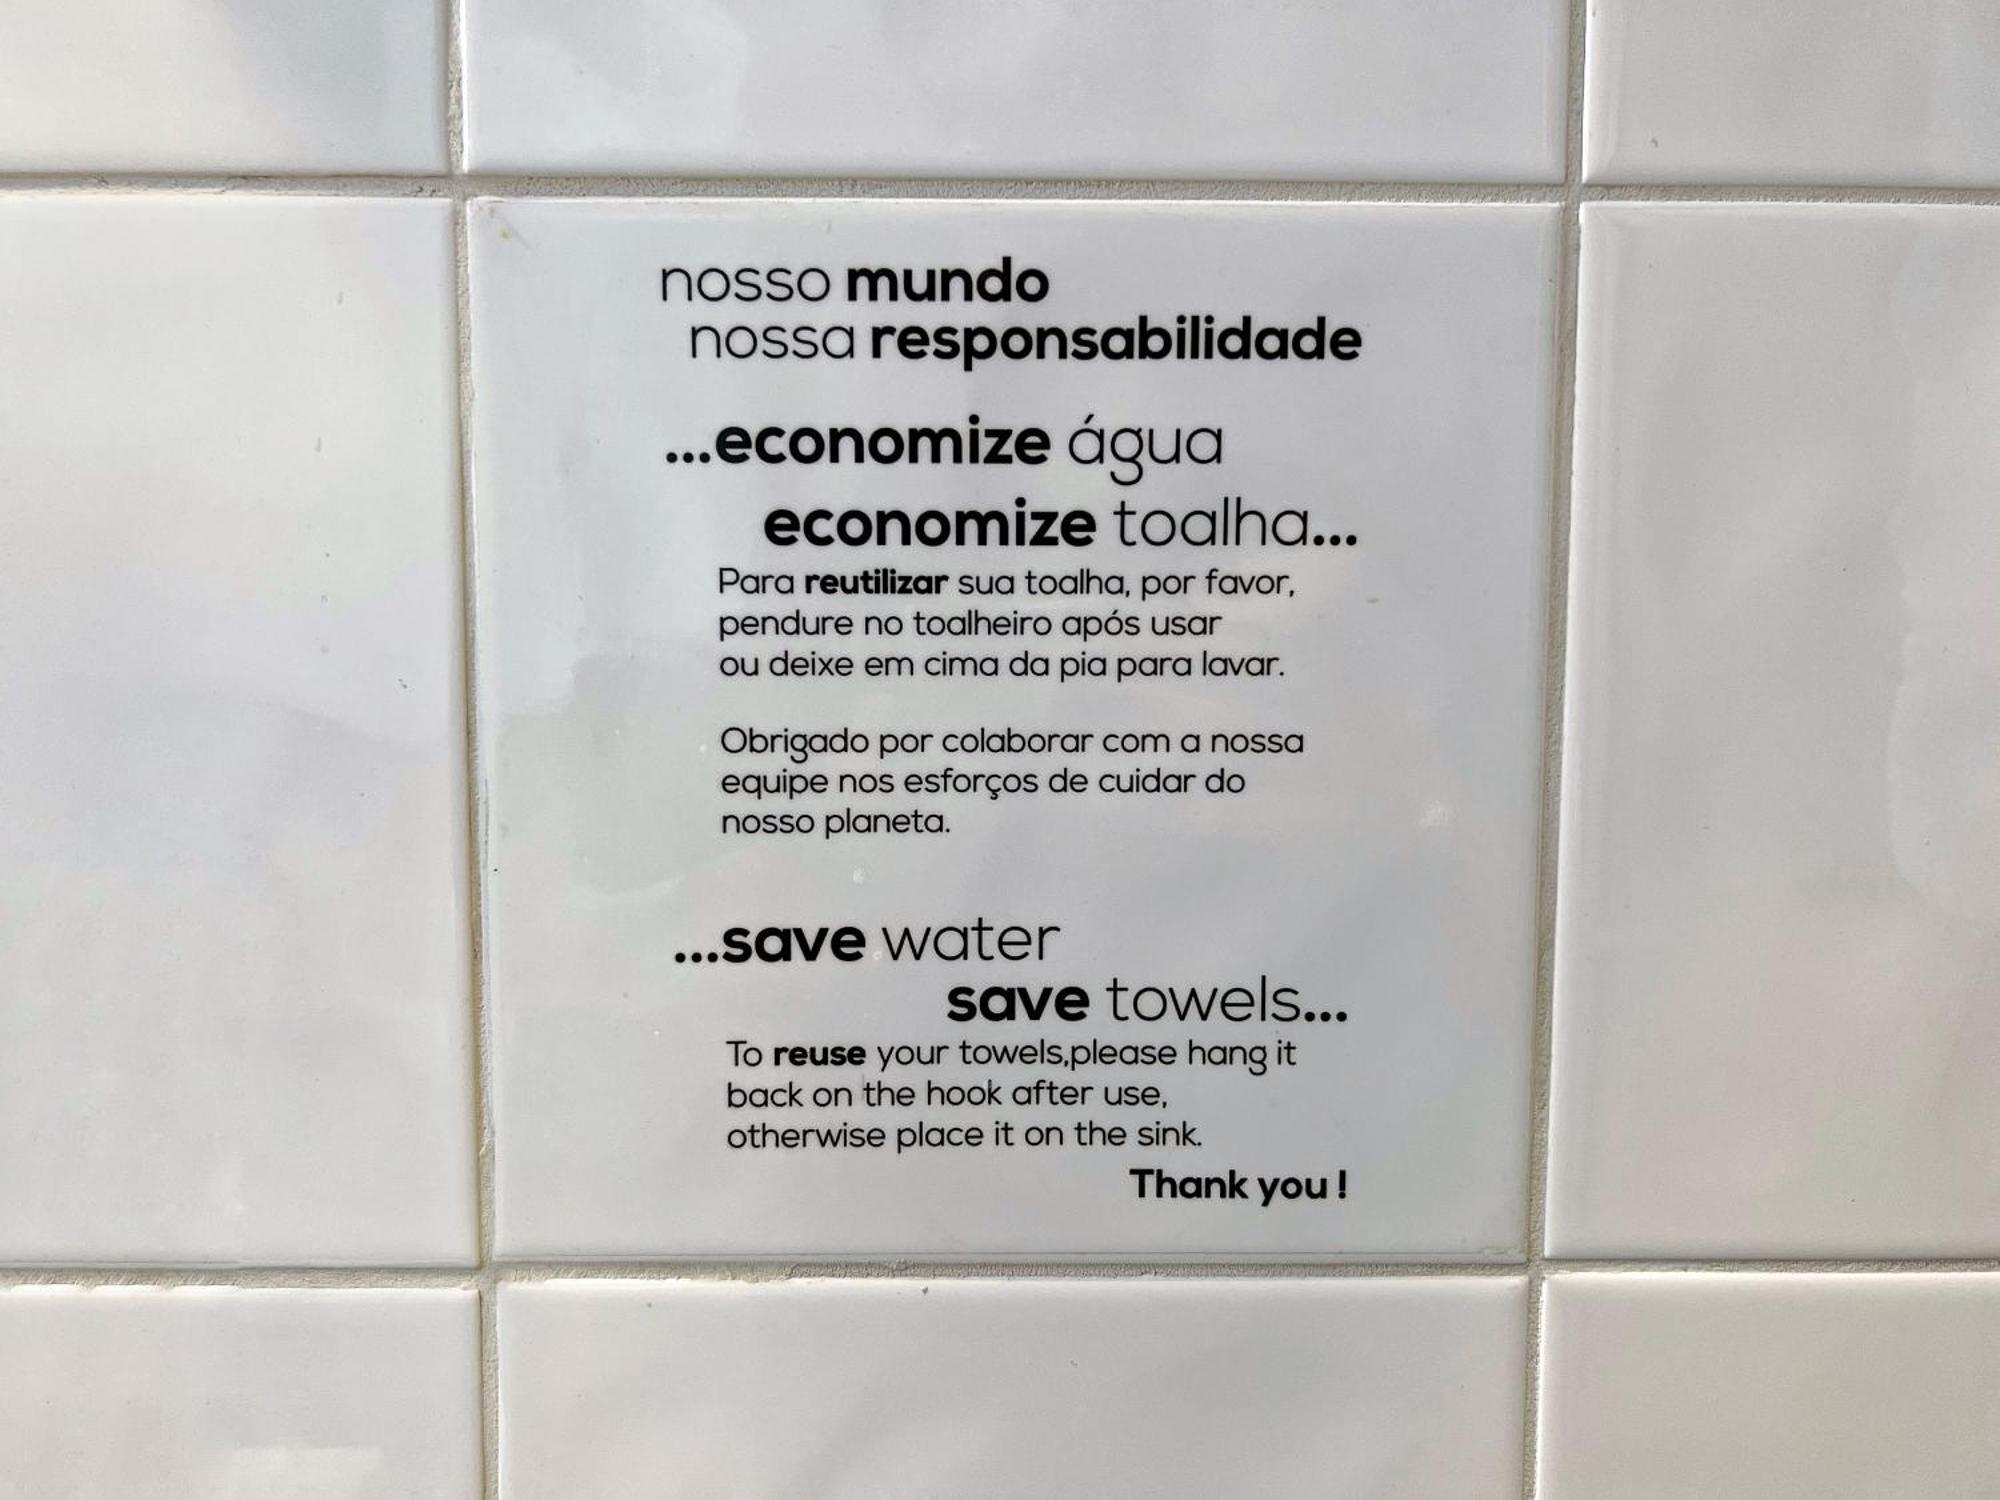 nosso mundo
nossa responsabilidade
...economize água
economize toalha...
Para reutilizar sua toalha, por favor,
pendure no toalheiro após usar
ou deixe em cima da pia para lavar.
Obrigado por colaborar com a nossa
equipe nos esforços de cuidar do
nosso planeta.
...save water
save towels...
To reuse your towels,please hang it
back on the hook after use,
otherwise place it on the sink.
Thank you !